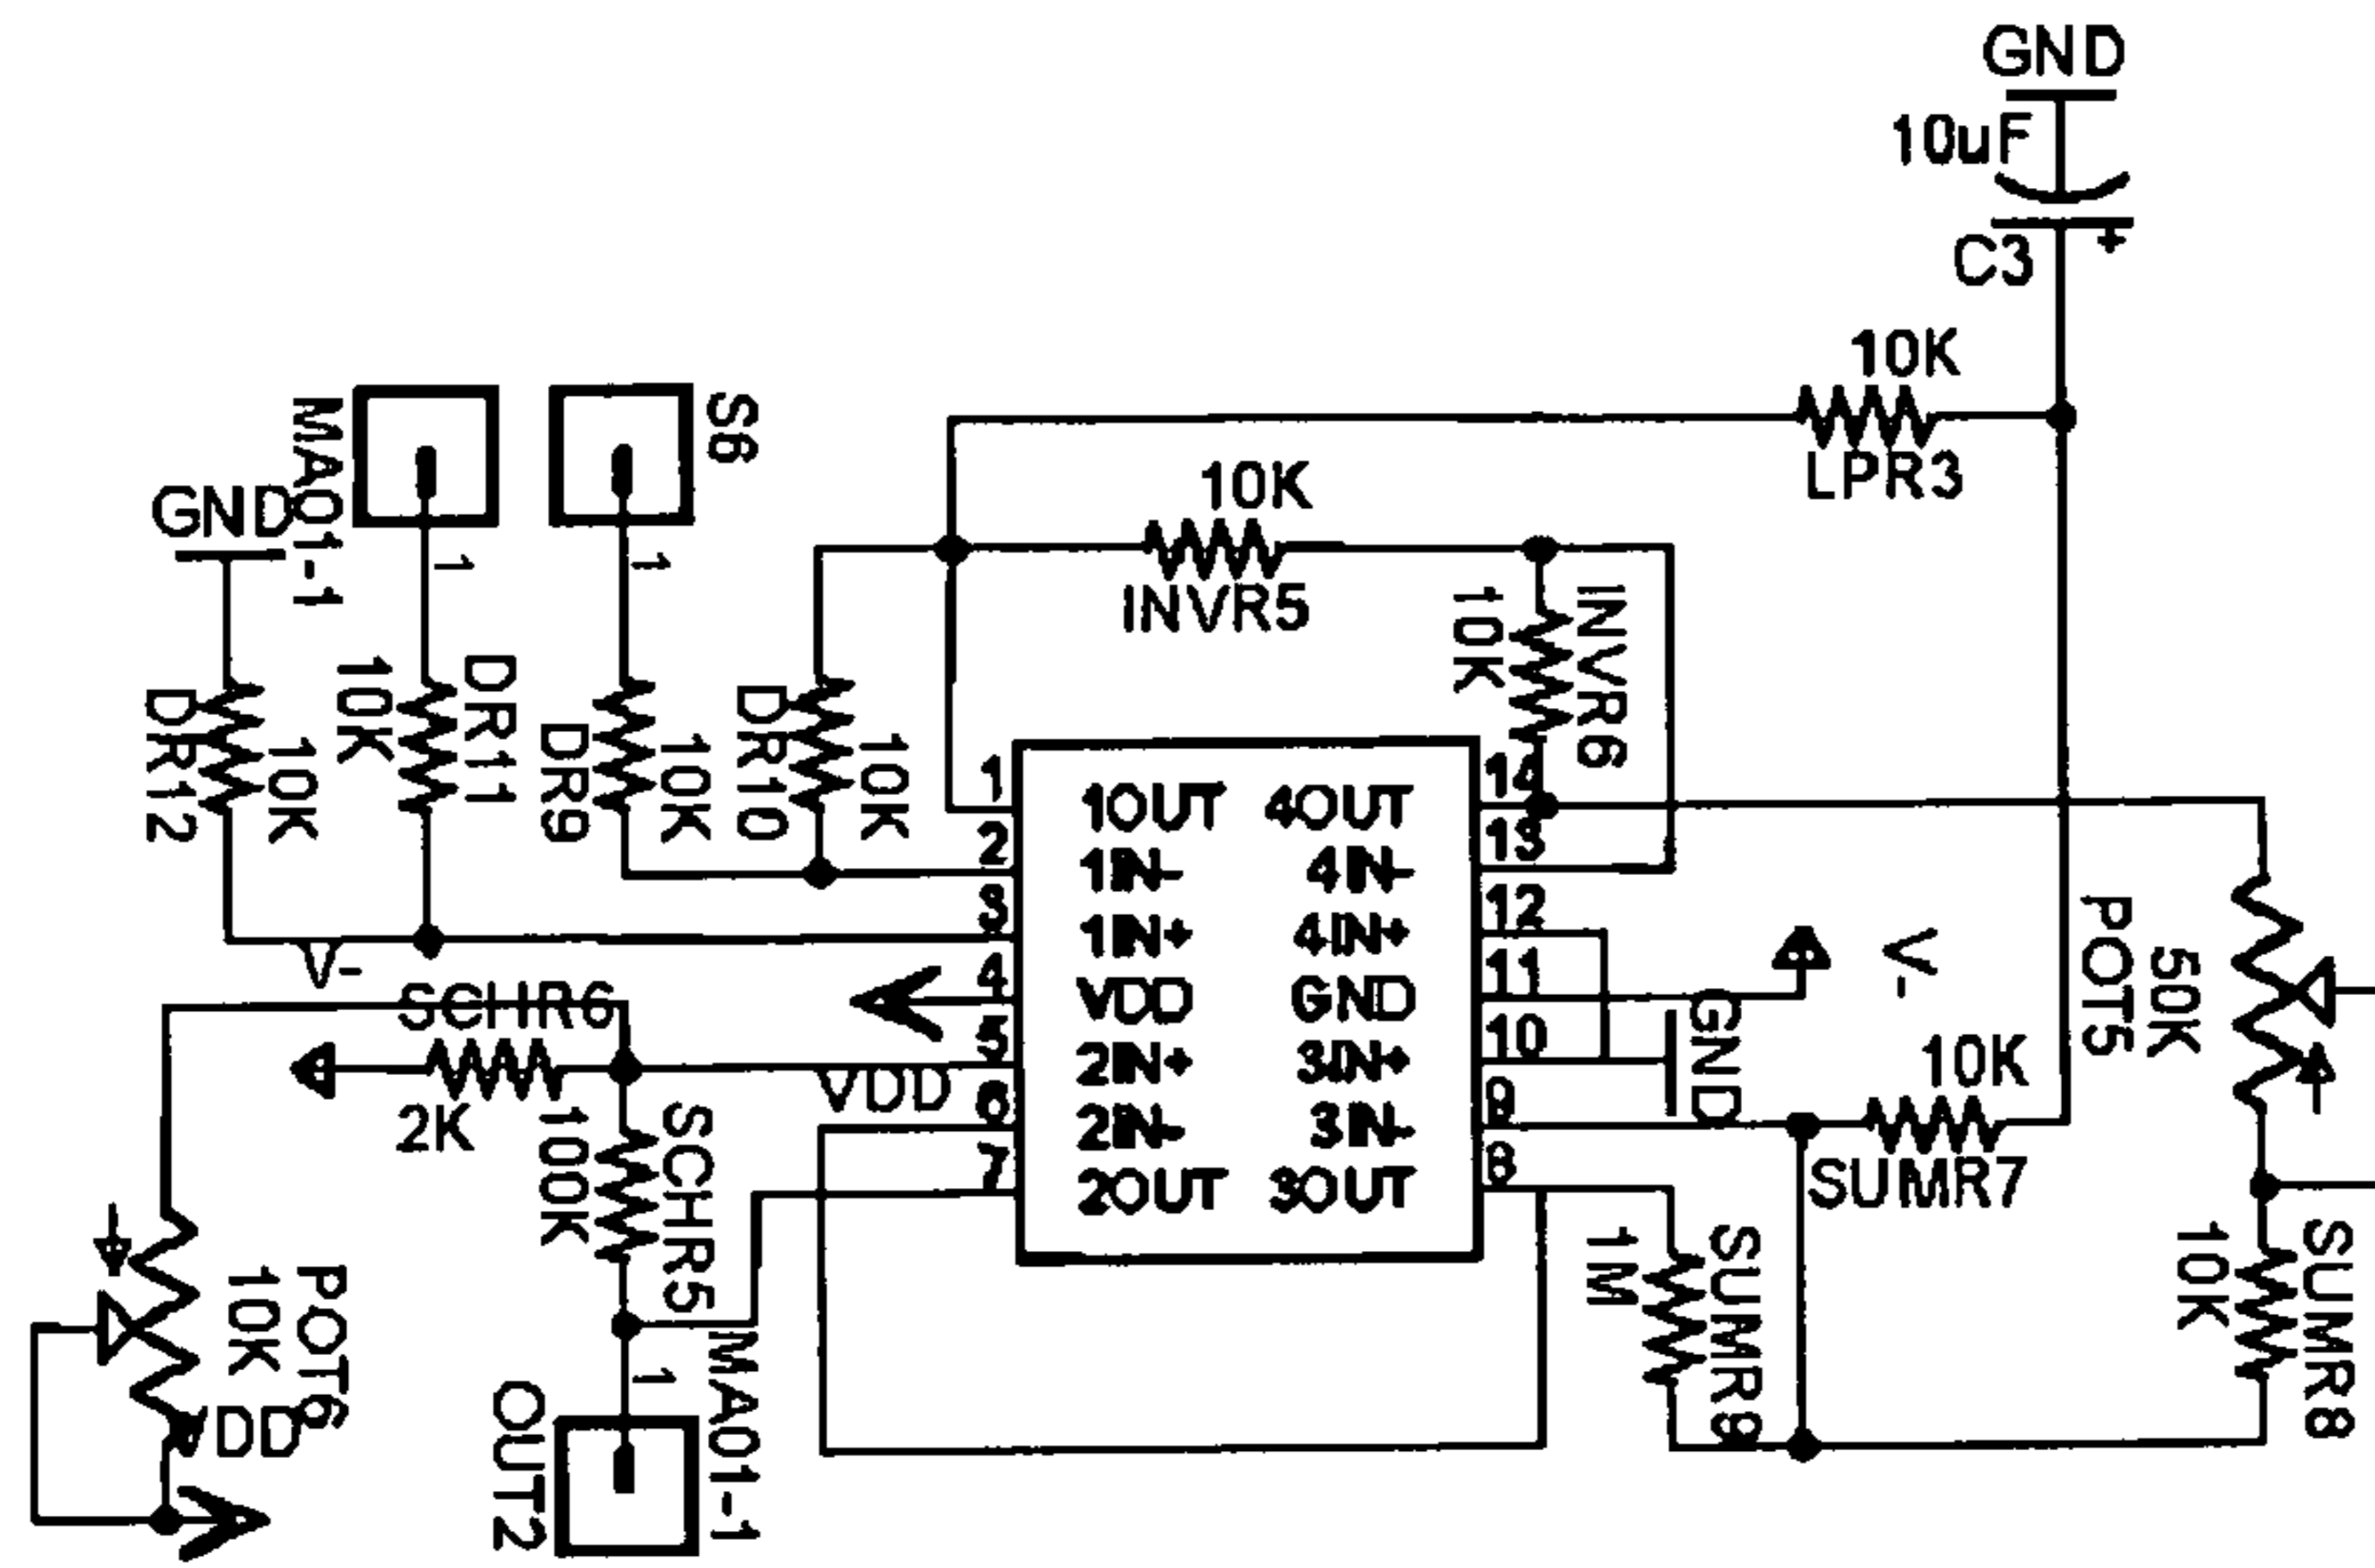 GND
10uF
C3
10K
LPR3
MA01-1
S6
GND
1
1
10K
INVR5
10K
INVR6
DR12
10K
10K
DR11
DR9
10K
DR10
10K
1
1OUT
4OUT
14
2
1IN-
4IN-
13
3
1IN+
4IN+
12
4
VDD
GND
11
5
2IN+
3IN+
10
6
2IN-
3IN-
9
7
2OUT
3OUT
8
V-
V-
SCHR6
2K
VDD
GND
POT5
50K
10K
SUMR7
100K
SCHR5
1M
SUMR9
10K
SUMR8
10K
POT6
VDD
1
MA01-1
OUT2